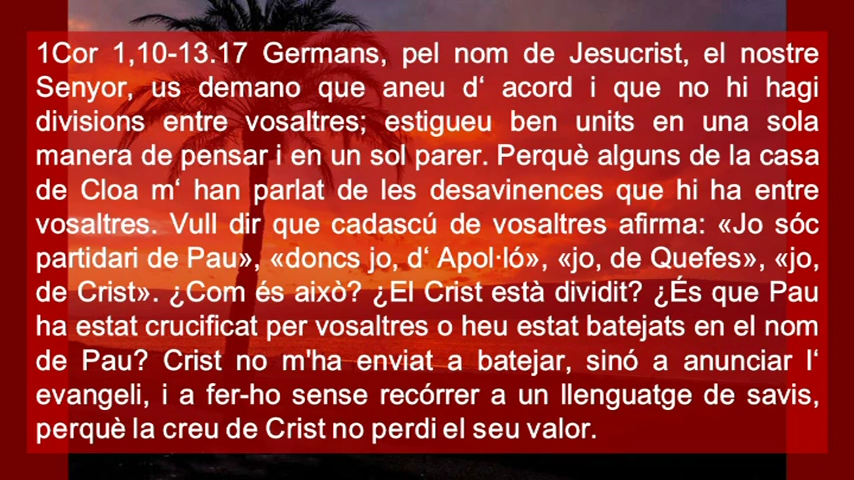 1Cor 1,10-13.17 Germans, pel nom de Jesucrist, el nostre
Senyor, us demano que aneu d‘ acord i que no hi hagi
divisions entre vosaltres; estigueu ben units en una sola
manera de pensar i en un sol parer. Perquè alguns de la casa
de Cloa m‘ han parlat de les desavinences que hi ha entre
vosaltres. Vull dir que cadascú de vosaltres afirma: «Jo sóc
partidari de Pau», «doncs jo, d‘ Apol·ló», «jo, de Quefes», «jo,
de Crist». ¿Com és això? ¿El Crist està dividit? ¿És que Pau
ha estat crucificat per vosaltres o heu estat batejats en el nom
de Pau? Crist no m'ha enviat a batejar, sinó a anunciar l‘
evangeli, i a fer-ho sense recórrer a un llenguatge de savis,
perquè la creu de Crist no perdi el seu valor.